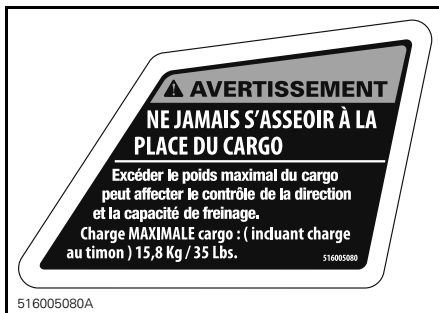 AVERTISSEMENT
NE JAMAIS S'ASSEOIR À LA
PLACE DU CARGO
Excéder le poids maximal du cargo
peut affecter le contrôle de la direction
et la capacité de freinage.
Charge MAXIMALE cargo : ( incluant charge
au timon ) 15,8 Kg / 35 Lbs.
516005080
516005080A